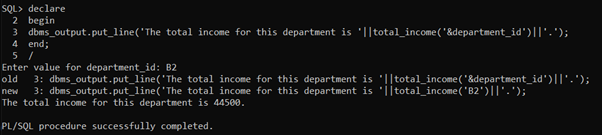 SQL> declare
2 begin
3 dbms_output.put_line('The total income for this department is '||total_income('&department_id')||'.');
4 end;
5 /
Enter value for department_id: B2
old 3: dbms_output.put_line('The total income for this department is '||total_income('&department_id')||'.');
new 3: dbms_output.put_line('The total income for this department is '||total_income('B2')||'.');
The total income for this department is 44500.
PL/SQL procedure successfully completed.